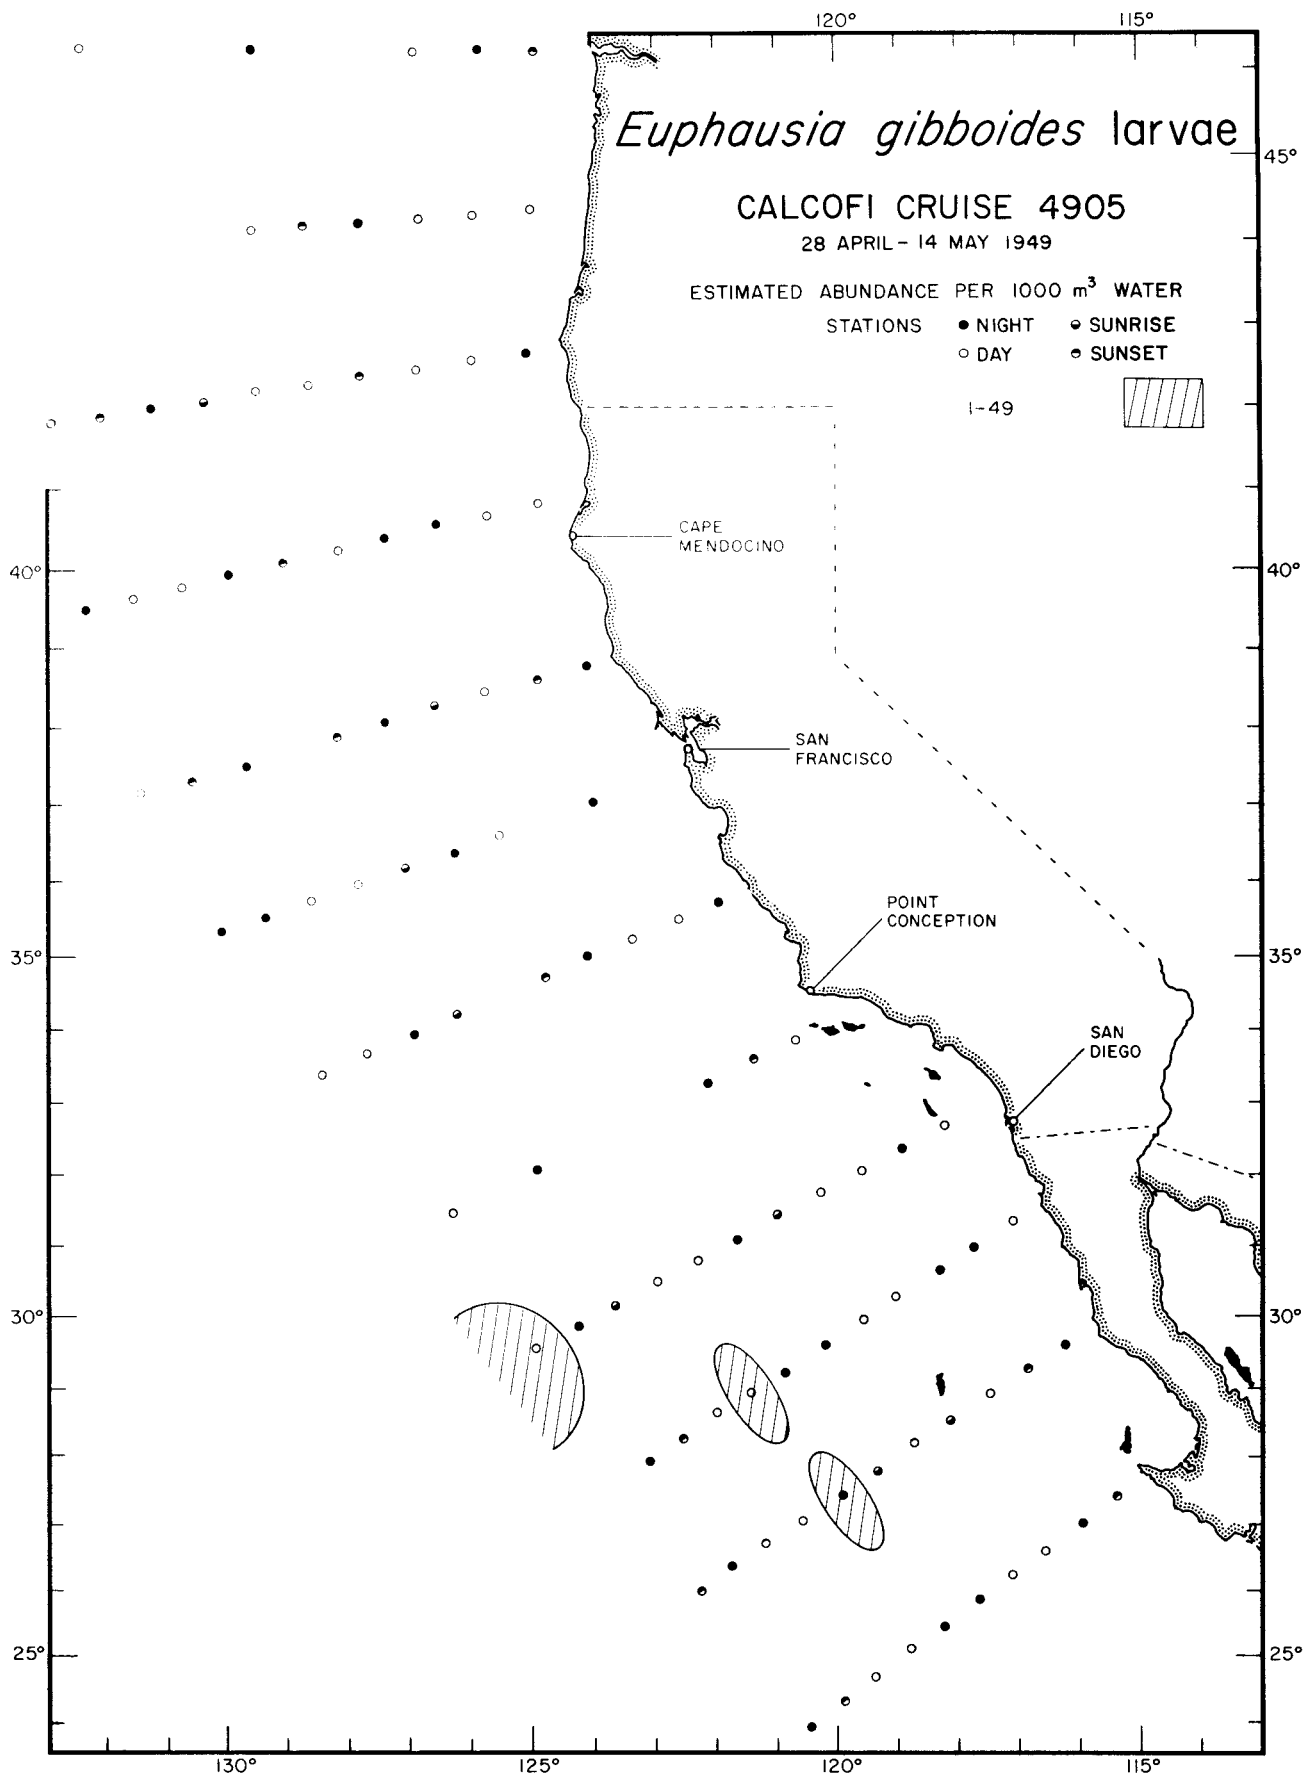 120° 115°
Euphausia gibboides larvae
45°
CALCOFI CRUISE 4905
28 APRIL – 14 MAY 1949
ESTIMATED ABUNDANCE PER 1000 m³ WATER
STATIONS NIGHT SUNRISE
DAY SUNSET
1–49
CAPE
MENDOCINO
40° 40°
SAN
FRANCISCO
POINT
CONCEPTION
35° 35°
SAN
DIEGO
30° 30°
25° 25°
130° 125° 120° 115°